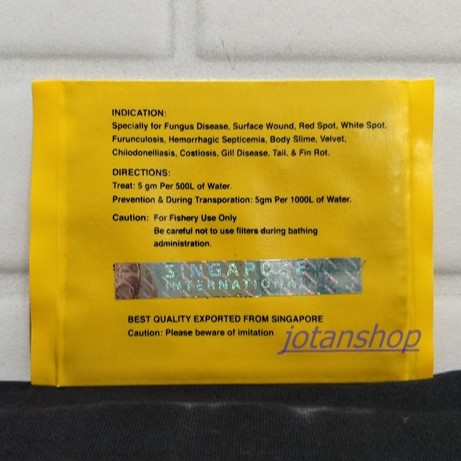 INDICATION:
Specially for Fungus Disease, Surface Wound, Red Spot, White Spot.
Furunculosis, Hemorrhagic Septicemia, Body Slime, Velvet,
Chilodonelliasis, Costiosis, Gill Disease, Tail, & Fin Rot.
DIRECTIONS:
Treat: 5 gm Per 500L of Water.
Prevention & During Transporation: 5gm Per 1000L of Water.
Caution: For Fishery Use Only
Be careful not to use filters during bathing
administration.
SINGAPORE
INTERNATIONAL
BEST QUALITY EXPORTED FROM SINGAPORE
Caution: Please beware of imitation
jotanshop